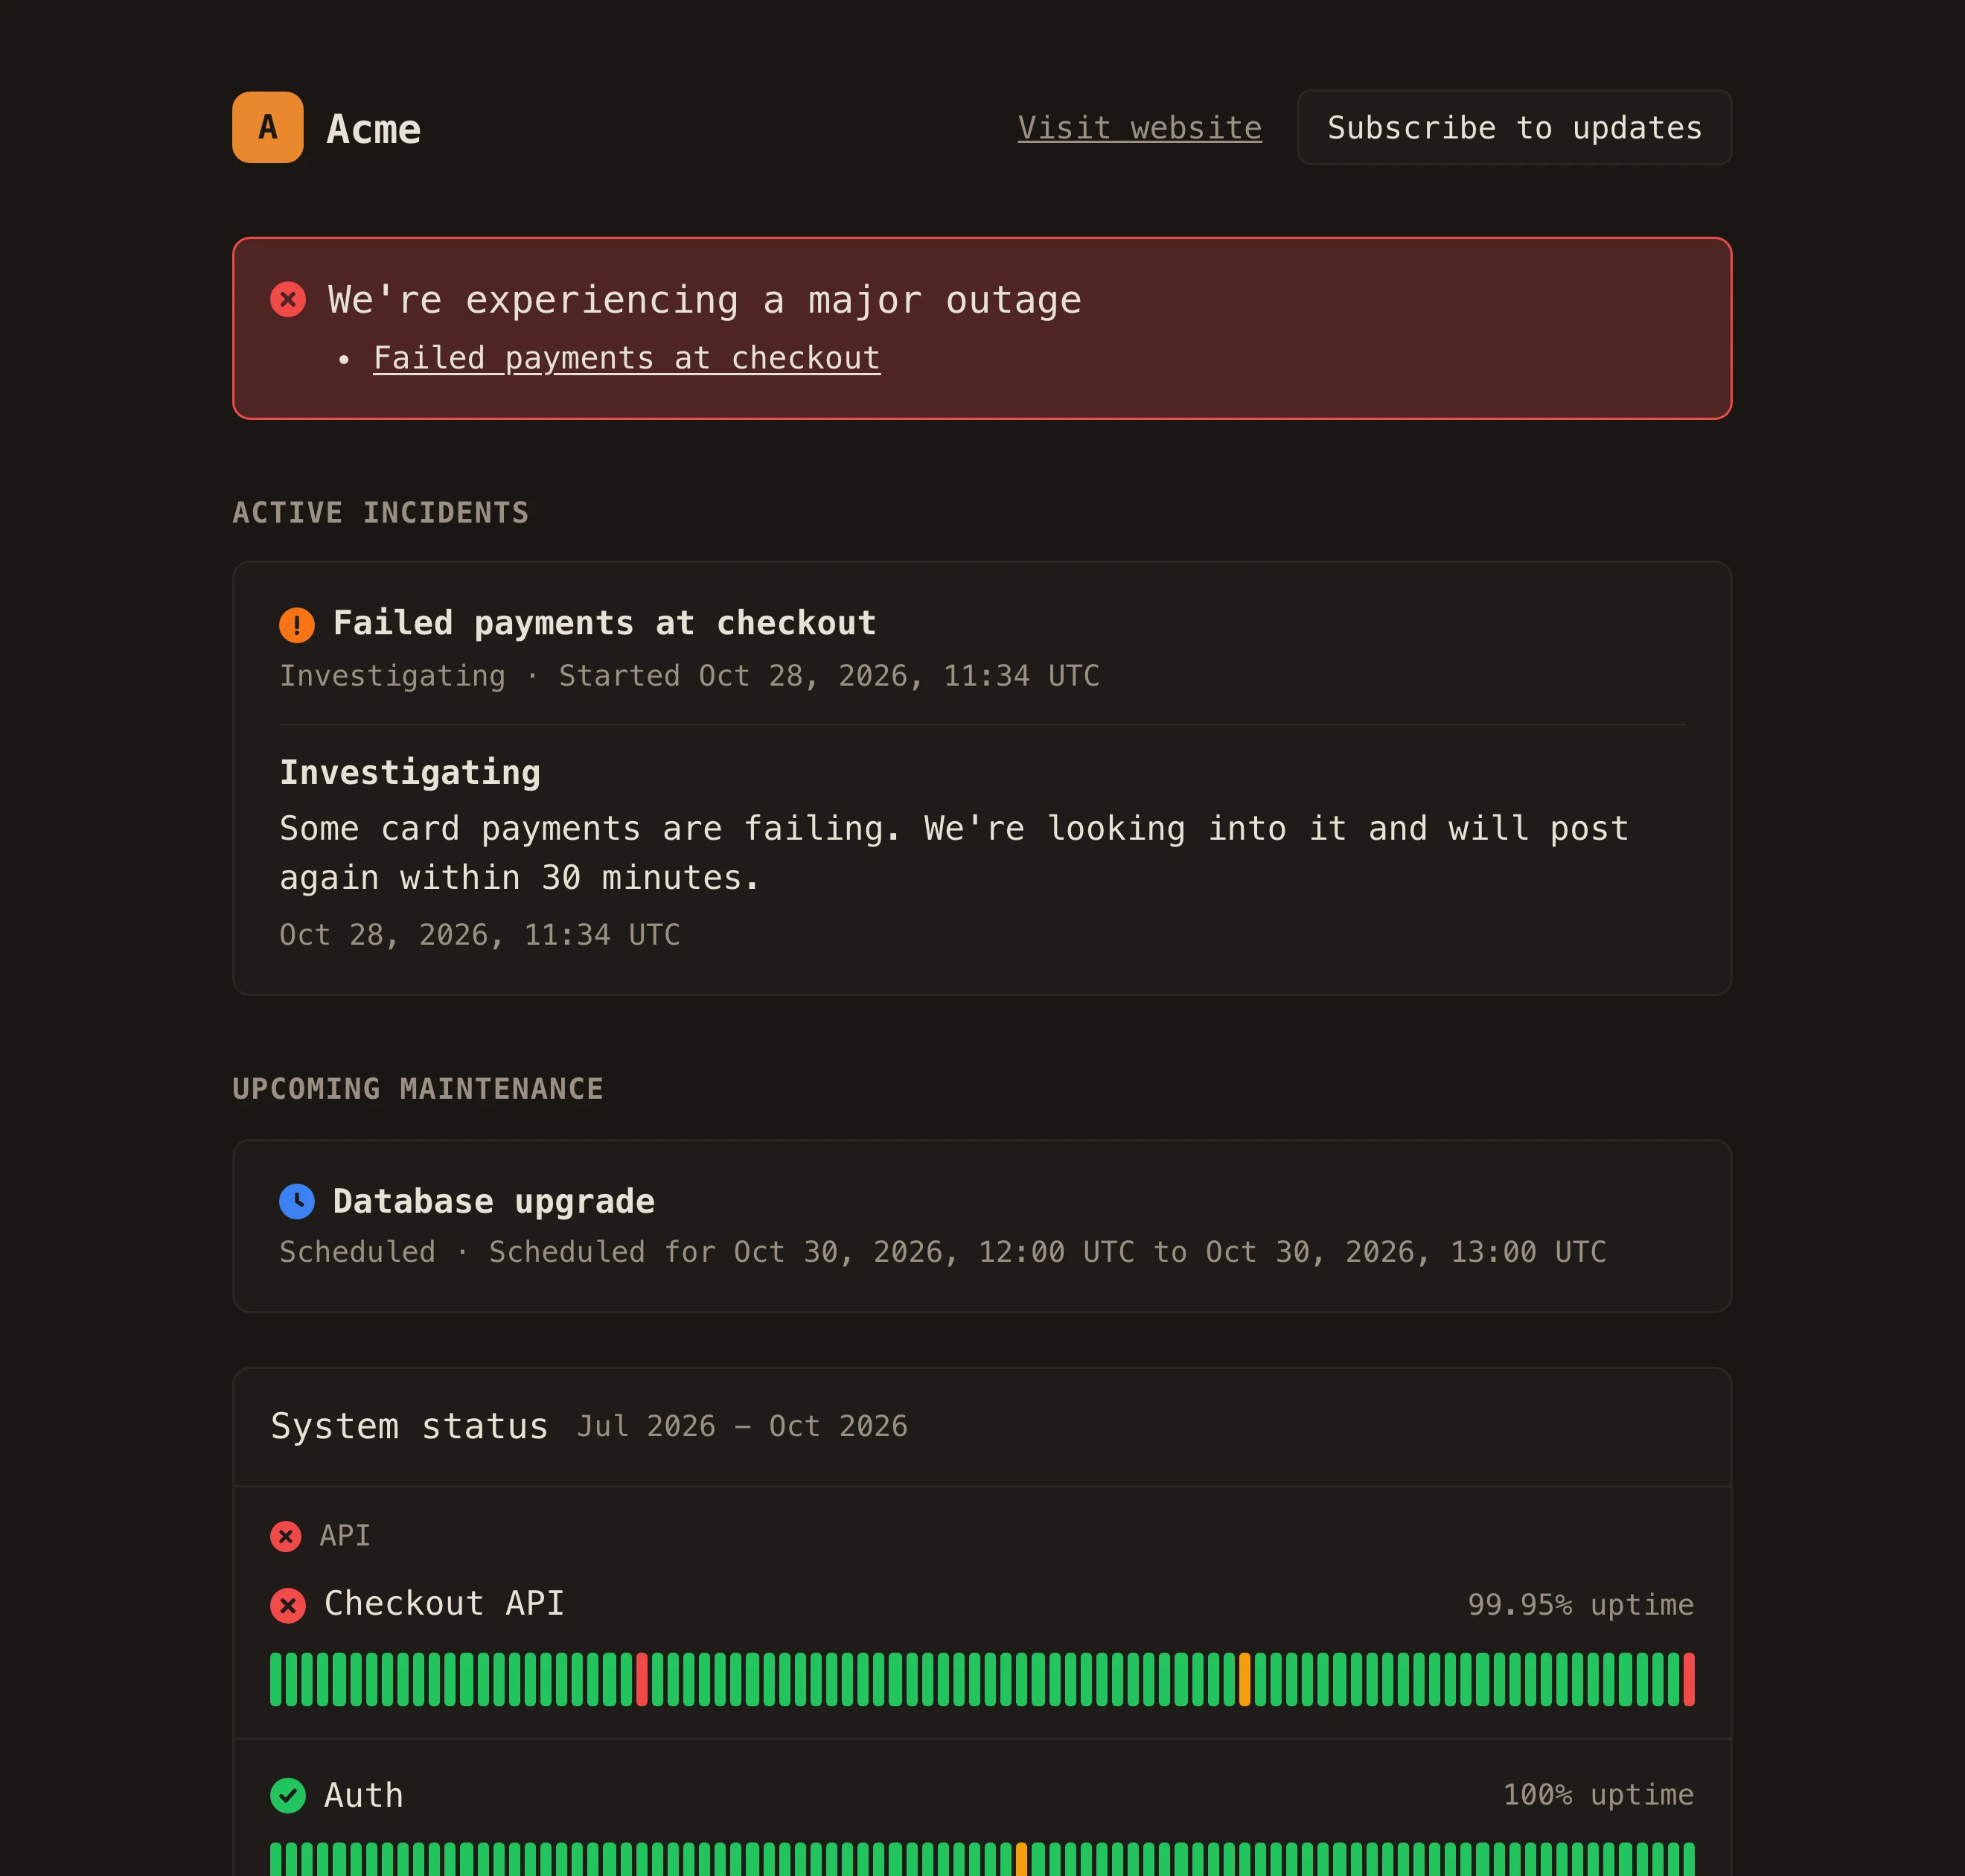 A Acme Visit website Subscribe to updates
We're experiencing a major outage
• Failed payments at checkout
ACTIVE INCIDENTS
Failed payments at checkout
Investigating · Started Oct 28, 2026, 11:34 UTC
Investigating
Some card payments are failing. We're looking into it and will post
again within 30 minutes.
Oct 28, 2026, 11:34 UTC
UPCOMING MAINTENANCE
Database upgrade
Scheduled · Scheduled for Oct 30, 2026, 12:00 UTC to Oct 30, 2026, 13:00 UTC
System status Jul 2026 – Oct 2026
API
Checkout API 99.95% uptime
Auth 100% uptime